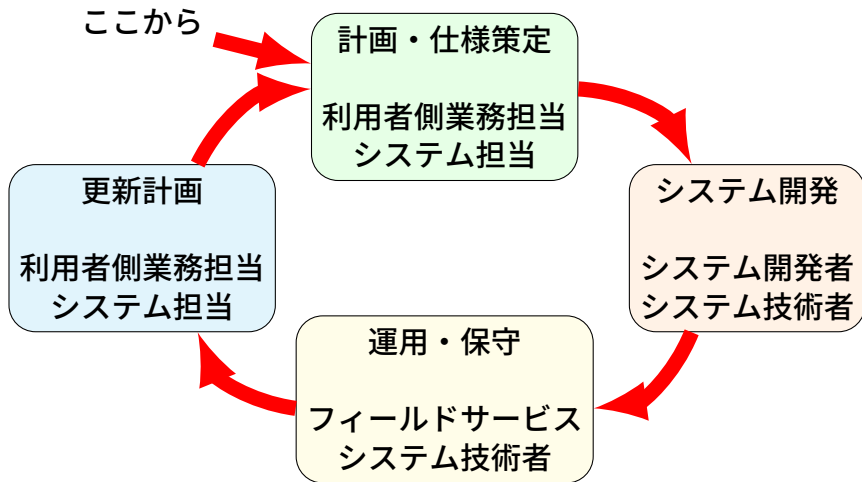 ここから
計画・仕様策定
利用者側業務担当
システム担当
システム開発
システム開発者
システム技術者
運用・保守
フィールドサービス
システム技術者
更新計画
利用者側業務担当
システム担当